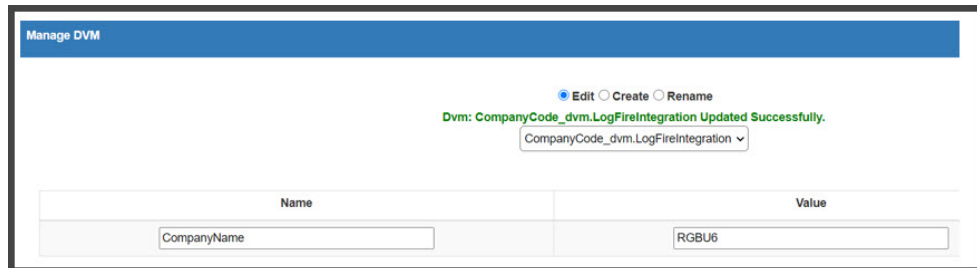 Manage DVM
Edit Create Rename
Dvm: CompanyCode_dvm.LogFireIntegration Updated Successfully.
CompanyCode_dvm.LogFireIntegration
Name Value
CompanyName RGBU6